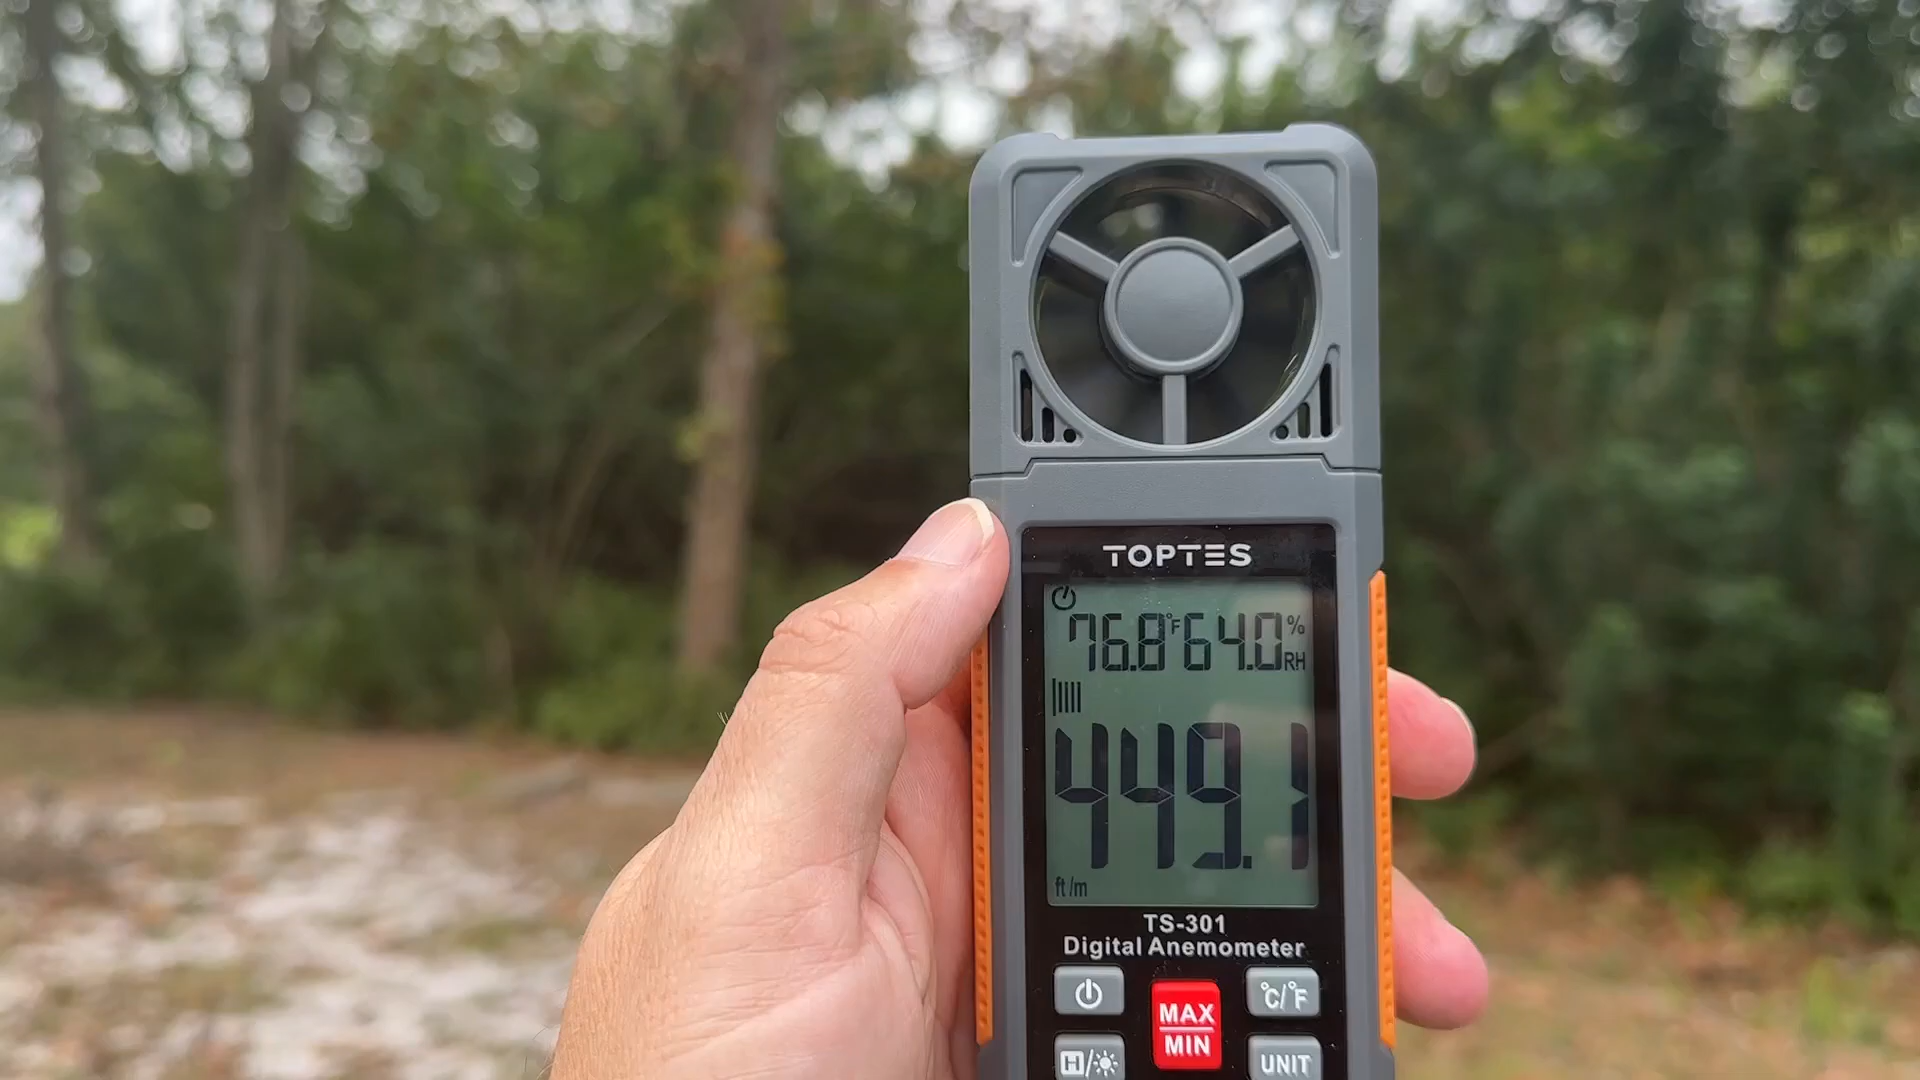 TOPTES
76.8°F 64.0% RH
449.1
ft/m
TS-301
Digital Anemometer
MAX
MIN
°C/°F
H/
UNIT